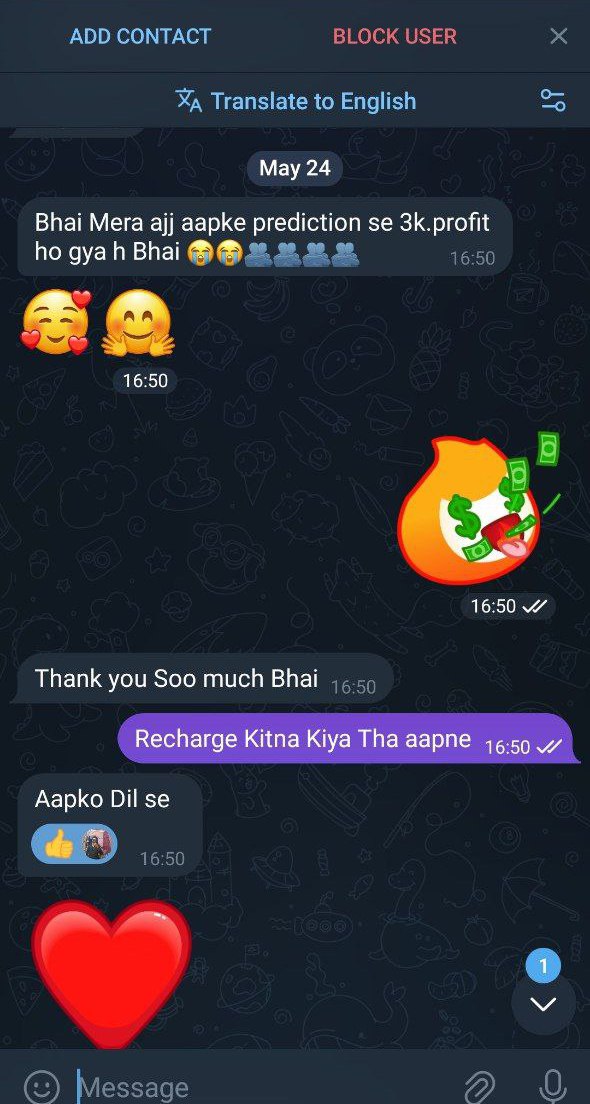 ADD CONTACT BLOCK USER
Translate to English
May 24
Bhai Mera ajj aapke prediction se 3k.profit
ho gya h Bhai 😭😭🫂🫂🫂🫂 16:50
🥰🤗
16:50
16:50
Thank you Soo much Bhai 16:50
Recharge Kitna Kiya Tha aapne 16:50
Aapko Dil se
👍 16:50
❤️
1
Message